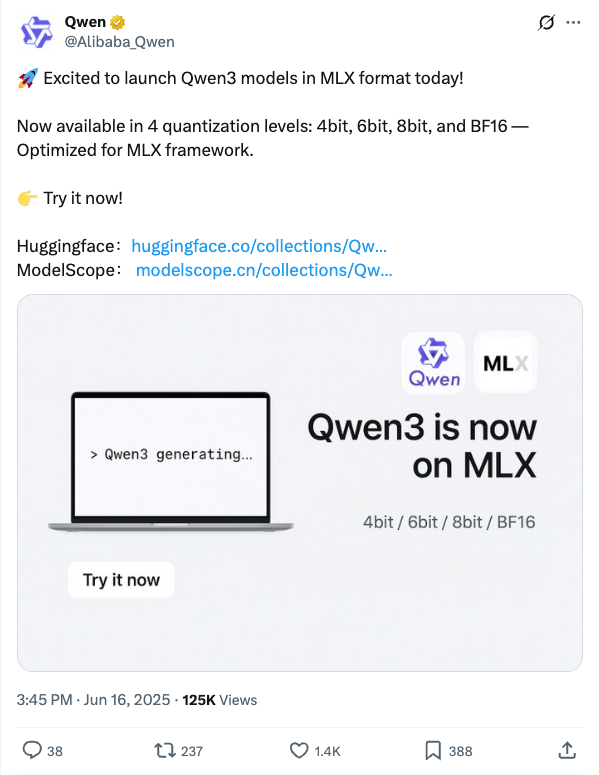 Qwen
@Alibaba_Qwen
🚀 Excited to launch Qwen3 models in MLX format today!
Now available in 4 quantization levels: 4bit, 6bit, 8bit, and BF16 —
Optimized for MLX framework.
👉 Try it now!
Huggingface： huggingface.co/collections/Qw…
ModelScope： modelscope.cn/collections/Qw…
Qwen
MLX
Qwen3 is now
on MLX
> Qwen3 generating...
4bit / 6bit / 8bit / BF16
Try it now
3:45 PM · Jun 16, 2025 · 125K Views
38 237 1.4K 388